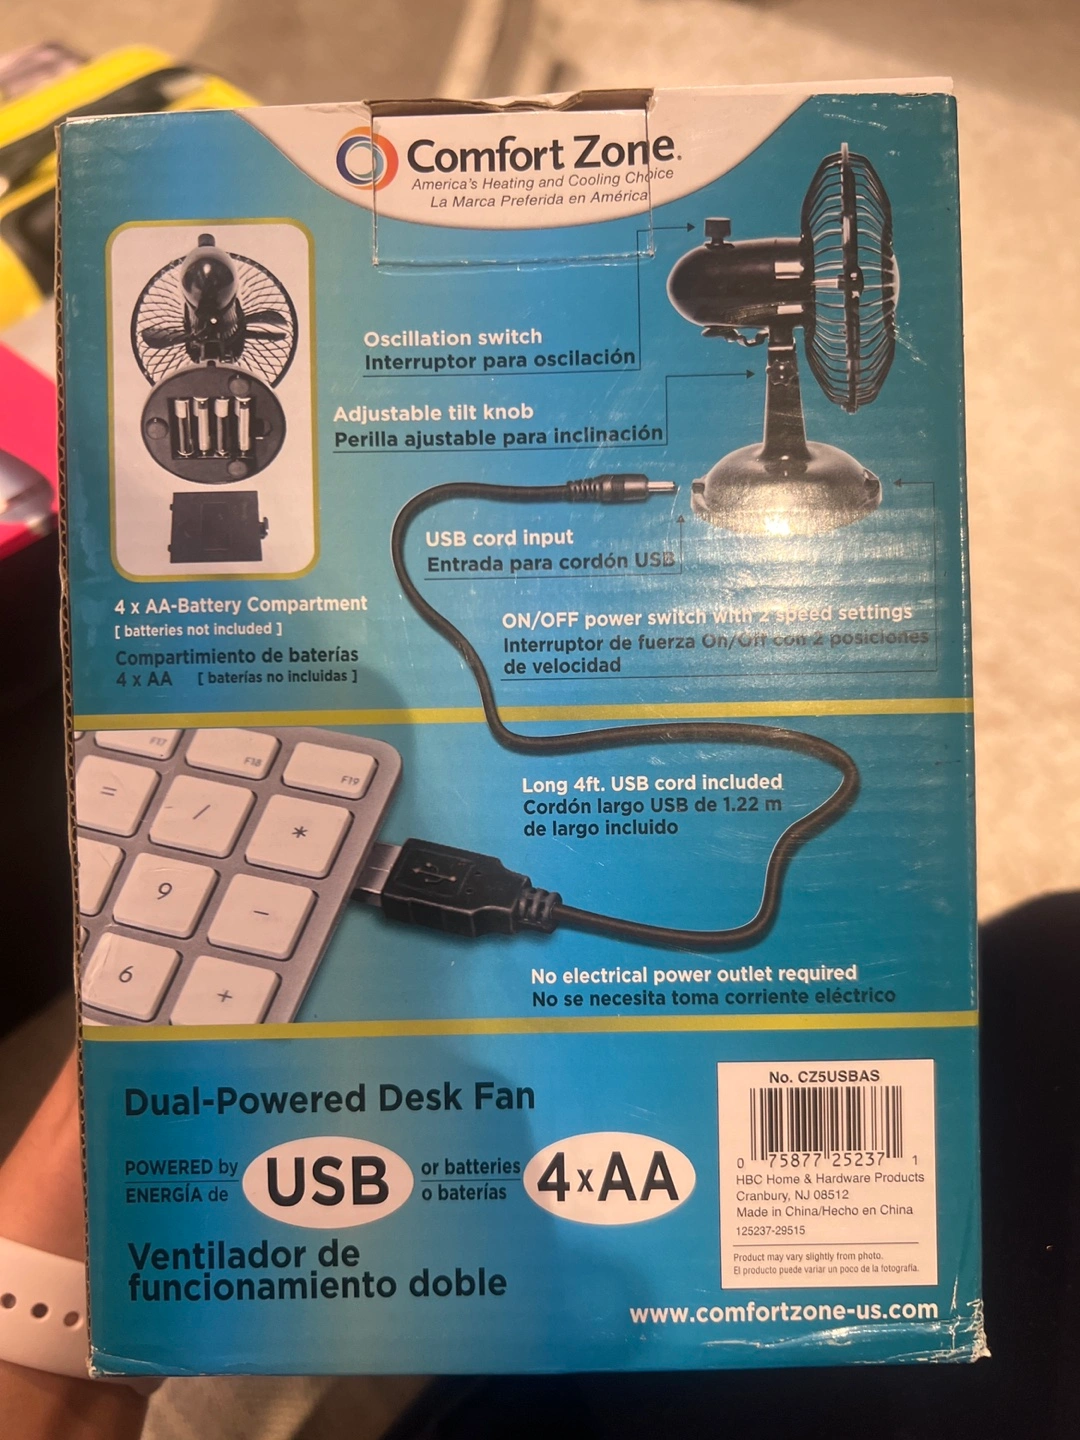 Comfort Zone.
America's Heating and Cooling Choice
La Marca Preferida en América
Oscillation switch
Interruptor para oscilación
Adjustable tilt knob
Perilla ajustable para inclinación
USB cord input
Entrada para cordón USB
4 x AA-Battery Compartment
[ batteries not included ]
Compartimiento de baterías
4 x AA [ baterías no incluidas ]
ON/OFF power switch with 2 speed settings
Interruptor de fuerza On/Off con 2 posiciones
de velocidad
F17
F18
F19
=
/
*
9
-
6
+
Long 4ft. USB cord included
Cordón largo USB de 1.22 m
de largo incluido
No electrical power outlet required
No se necesita toma corriente eléctrico
Dual-Powered Desk Fan
POWERED by
ENERGÍA de
USB
or batteries
o baterías
4xAA
Ventilador de
funcionamiento doble
No. CZ5USBAS
0 75877 25237 1
HBC Home & Hardware Products
Cranbury, NJ 08512
Made in China/Hecho en China
125237-29515
Product may vary slightly from photo.
El producto puede variar un poco de la fotografía.
www.comfortzone-us.com